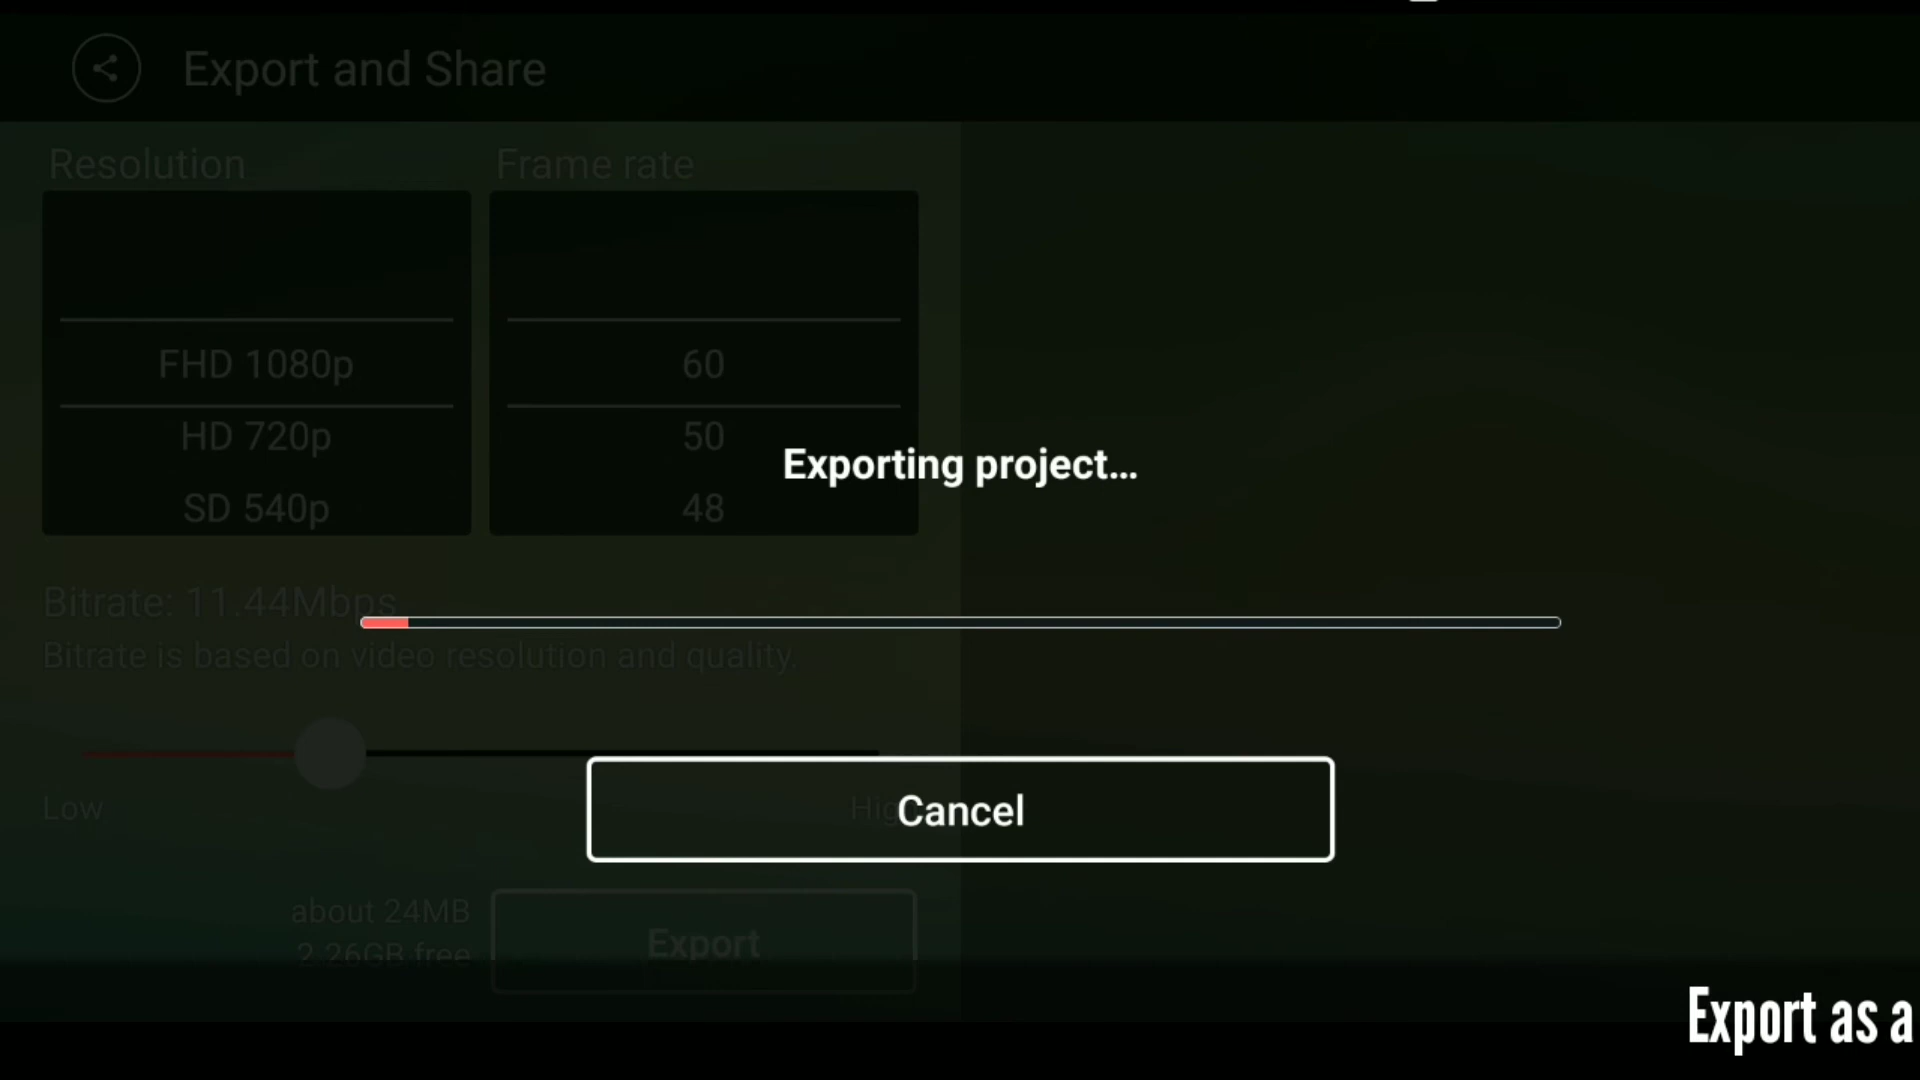 Export and Share
Resolution
Frame rate
FHD 1080p
60
HD 720p
50
SD 540p
48
Exporting project...
Bitrate: 11.44Mbps
Bitrate is based on video resolution and quality.
Low
Hig
Cancel
about 24MB
2.26GB free
Export
Export as a